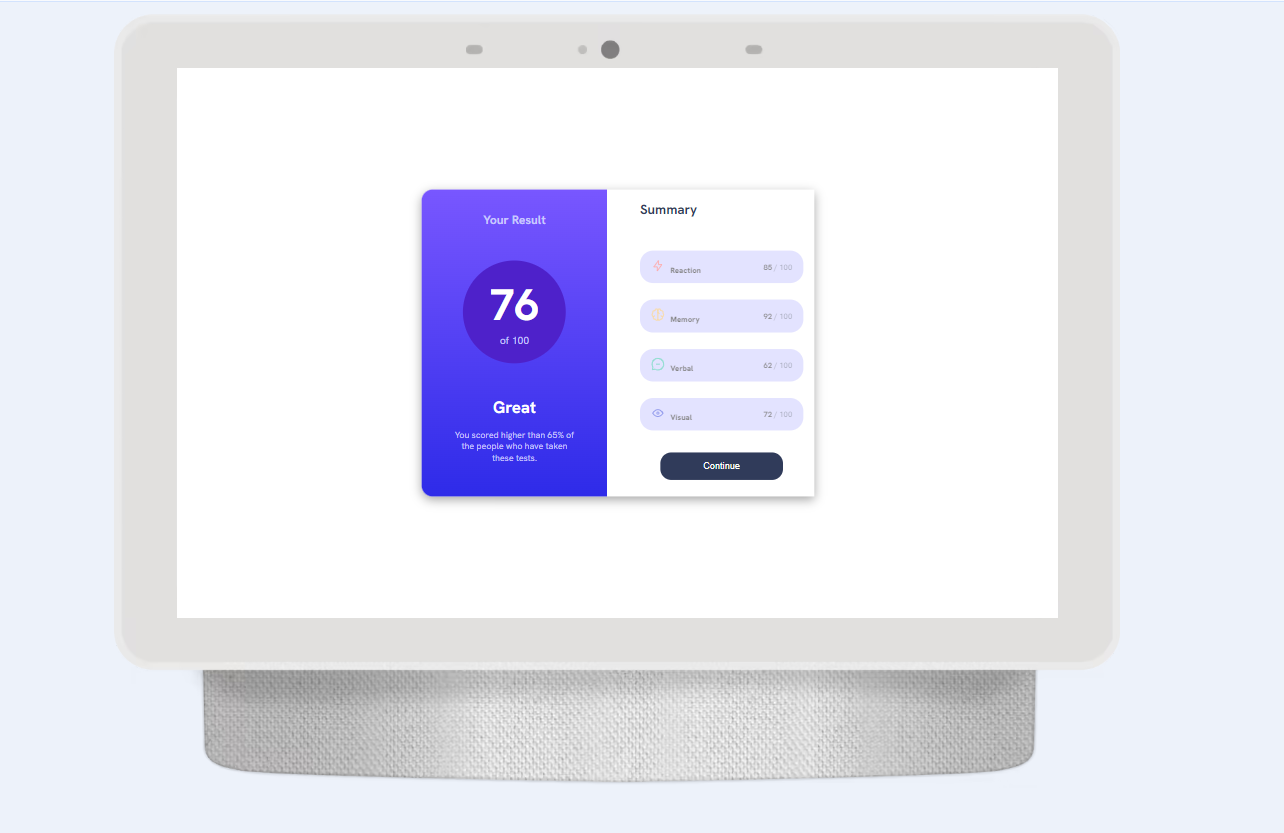 Your Result
76
of 100
Great
You scored higher than 65% of
the people who have taken
these tests.
Summary
Reaction 85 / 100
Memory 92 / 100
Verbal 62 / 100
Visual 72 / 100
Continue